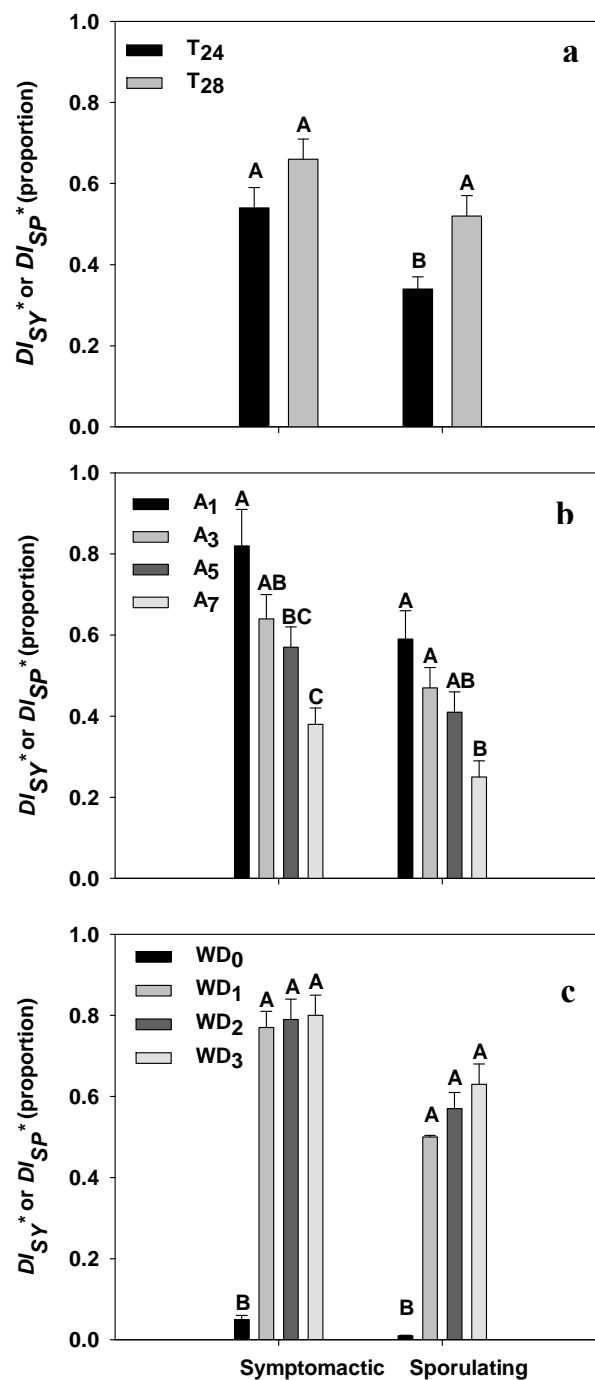 1.0
T24
T28
a
0.8
A
0.6
A
A
0.4
B
0.2
0.0
DISY* or DISP* (proportion)
1.0
A1
A3
A5
A7
b
A
0.8
AB
A
0.6
BC
A
AB
0.4
C
B
0.2
0.0
DISY* or DISP* (proportion)
1.0
WD0
WD1
WD2
WD3
c
A A A
0.8
A
A
0.6
A
0.4
0.2
B B
0.0
DISY* or DISP* (proportion)
Symptomactic Sporulating